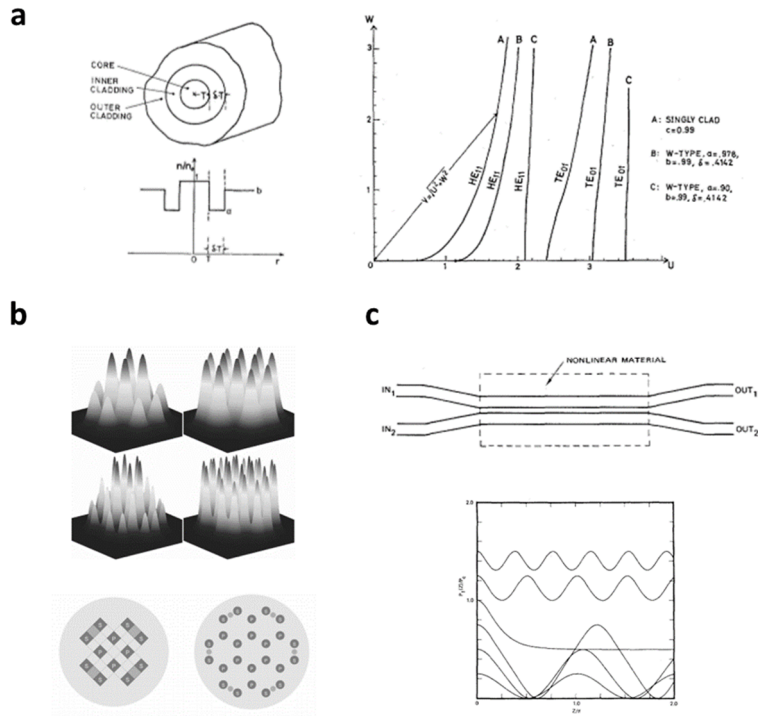 a
CORE
INNER
CLADDING
OUTER
CLADDING
T
δT
n/nₒ
1
b
a
δT
0
T
r
W
3
2
1
0
1
2
3
U
A
B
C
A
B
C
V=√U²+W²
HE₁₁
HE₁₁
HE₁₁
TE₀₁
TE₀₁
TE₀₁
A: SINGLY CLAD
c=0.99
B: W-TYPE, a=.978,
b=.99, δ=.4142
C: W-TYPE, a=.90,
b=.99, δ=.4142
b
c
NONLINEAR MATERIAL
IN₁
OUT₁
IN₂
OUT₂
2.0
1.0
0
1.0
2.0
Z/π